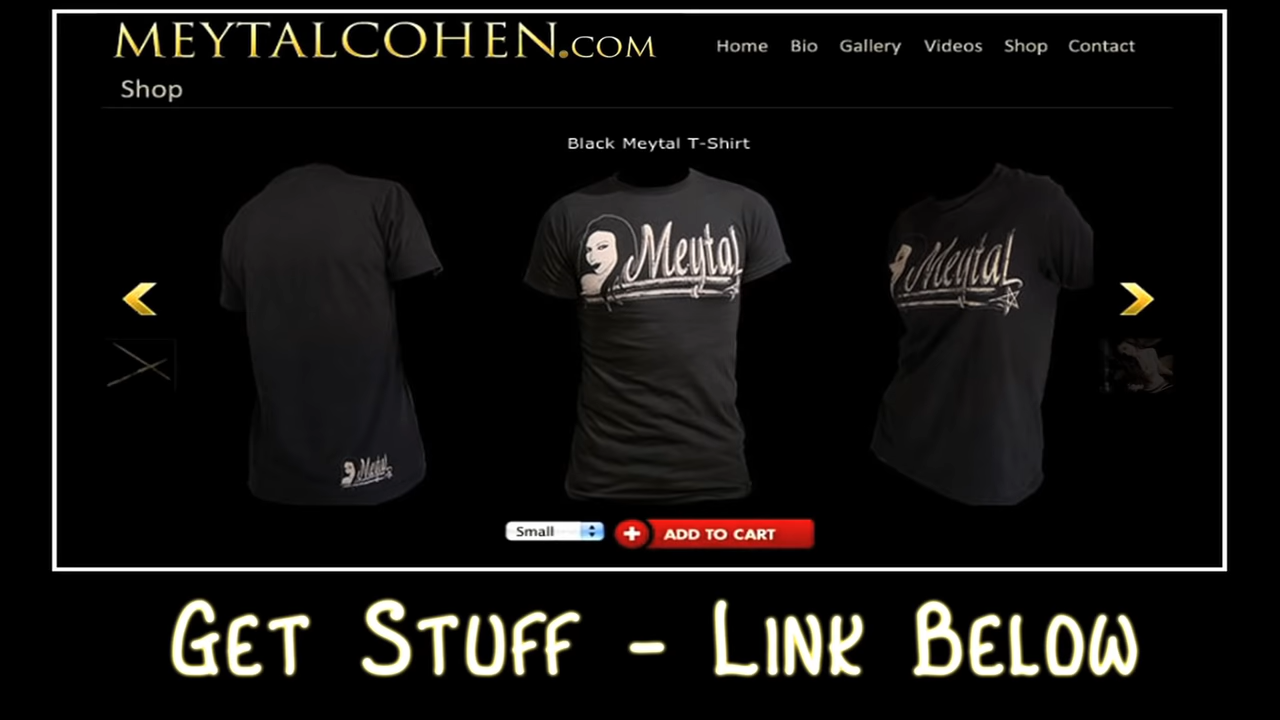 MEYTALCOHEN.COM
Home Bio Gallery Videos Shop Contact
Shop
Black Meytal T-Shirt
Meytal
Meytal
Meytal
Small
ADD TO CART
GET STUFF - LINK BELOW